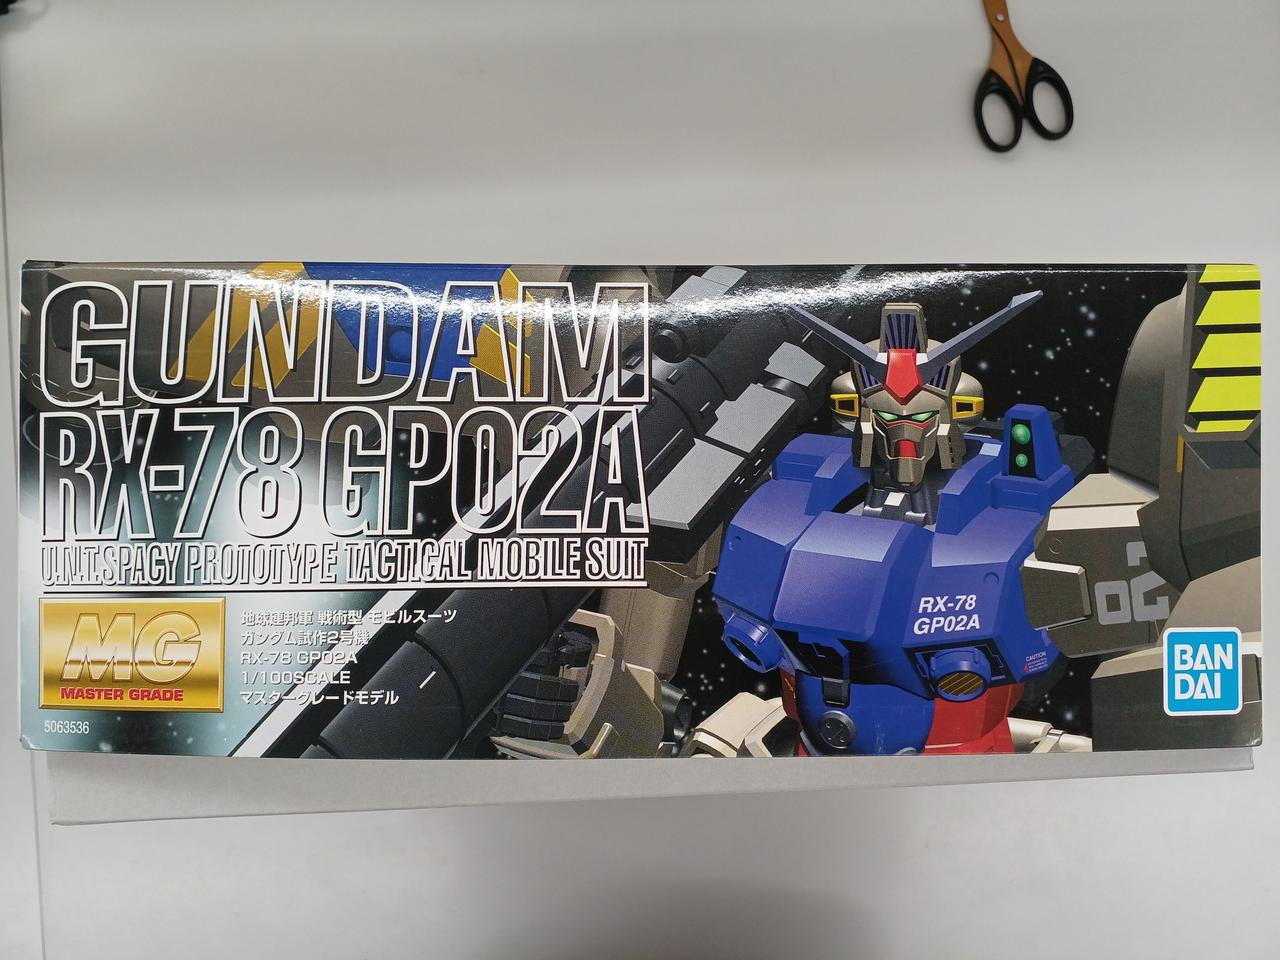 GUNDAM
RX-78 GP02A
U.N.T. SPACY PROTOTYPE TACTICAL MOBILE SUIT
MG
MASTER GRADE
5063536
地球連邦軍 戦術型 モビルスーツ
ガンダム試作2号機
RX-78 GP02A
1/100SCALE
マスターグレードモデル
RX-78
GP02A
CAUTION
02
BAN
DAI